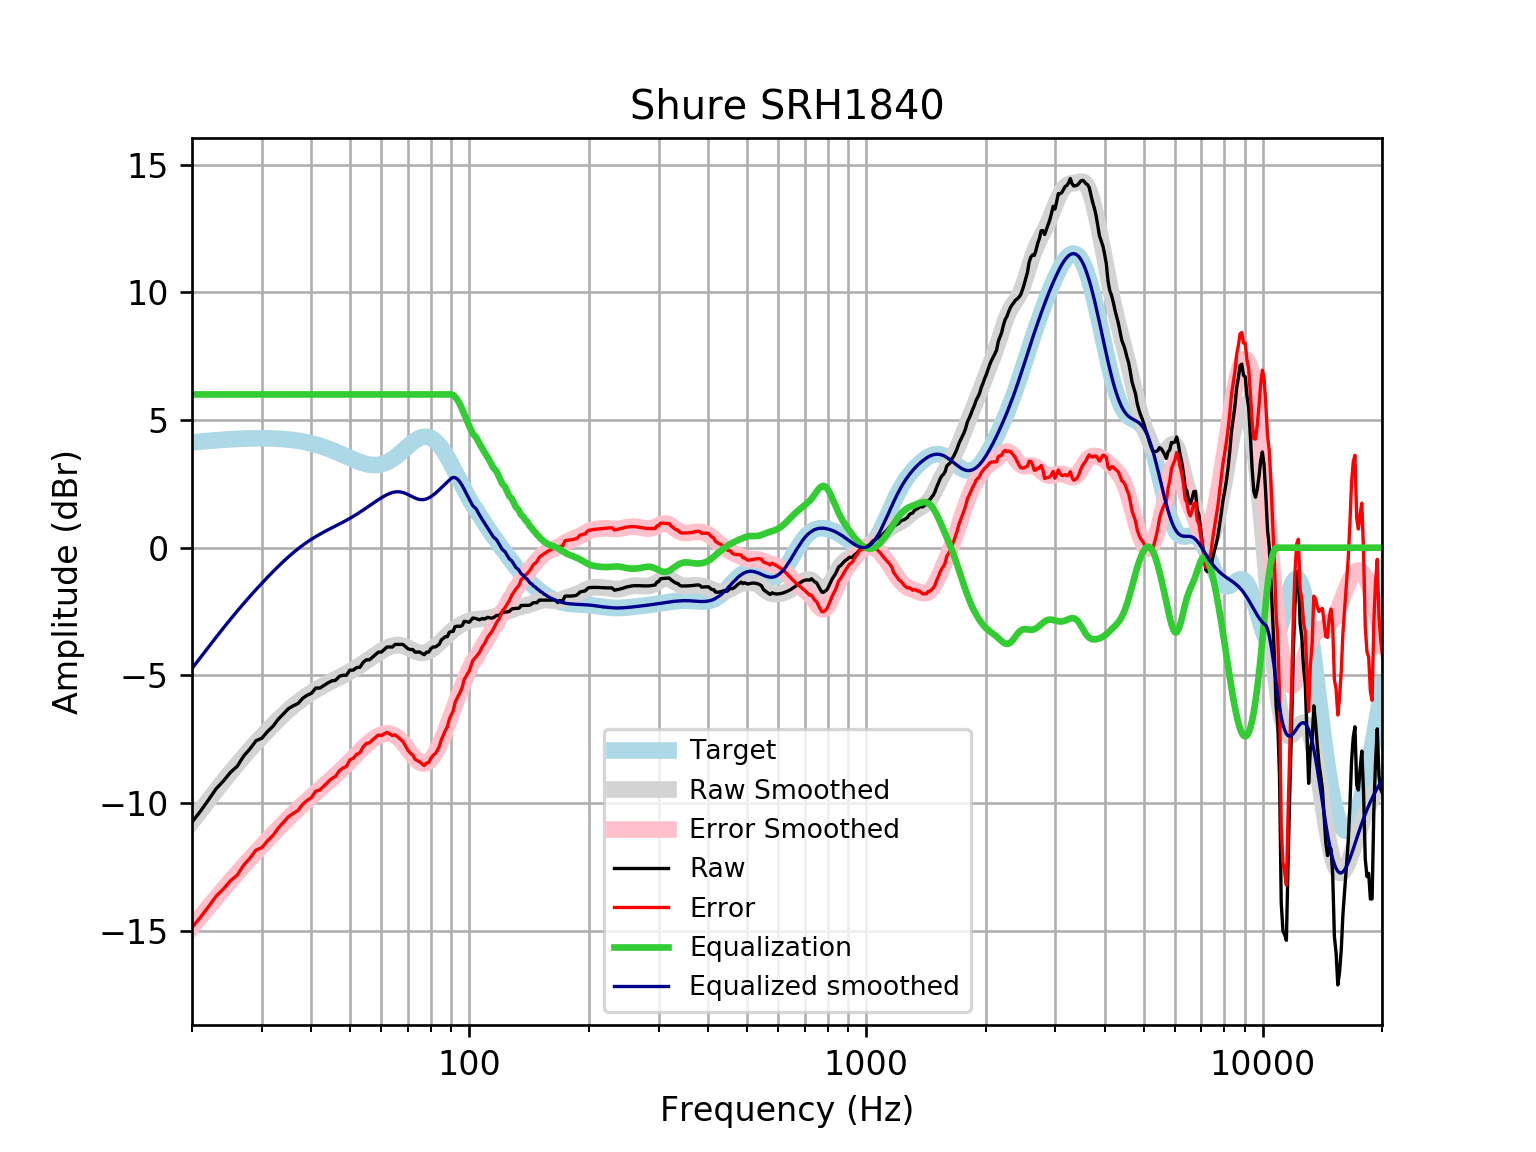 Shure SRH1840
15
10
5
0
−5
−10
−15
Amplitude (dBr)
Target
Raw Smoothed
Error Smoothed
Raw
Error
Equalization
Equalized smoothed
100
1000
10000
Frequency (Hz)